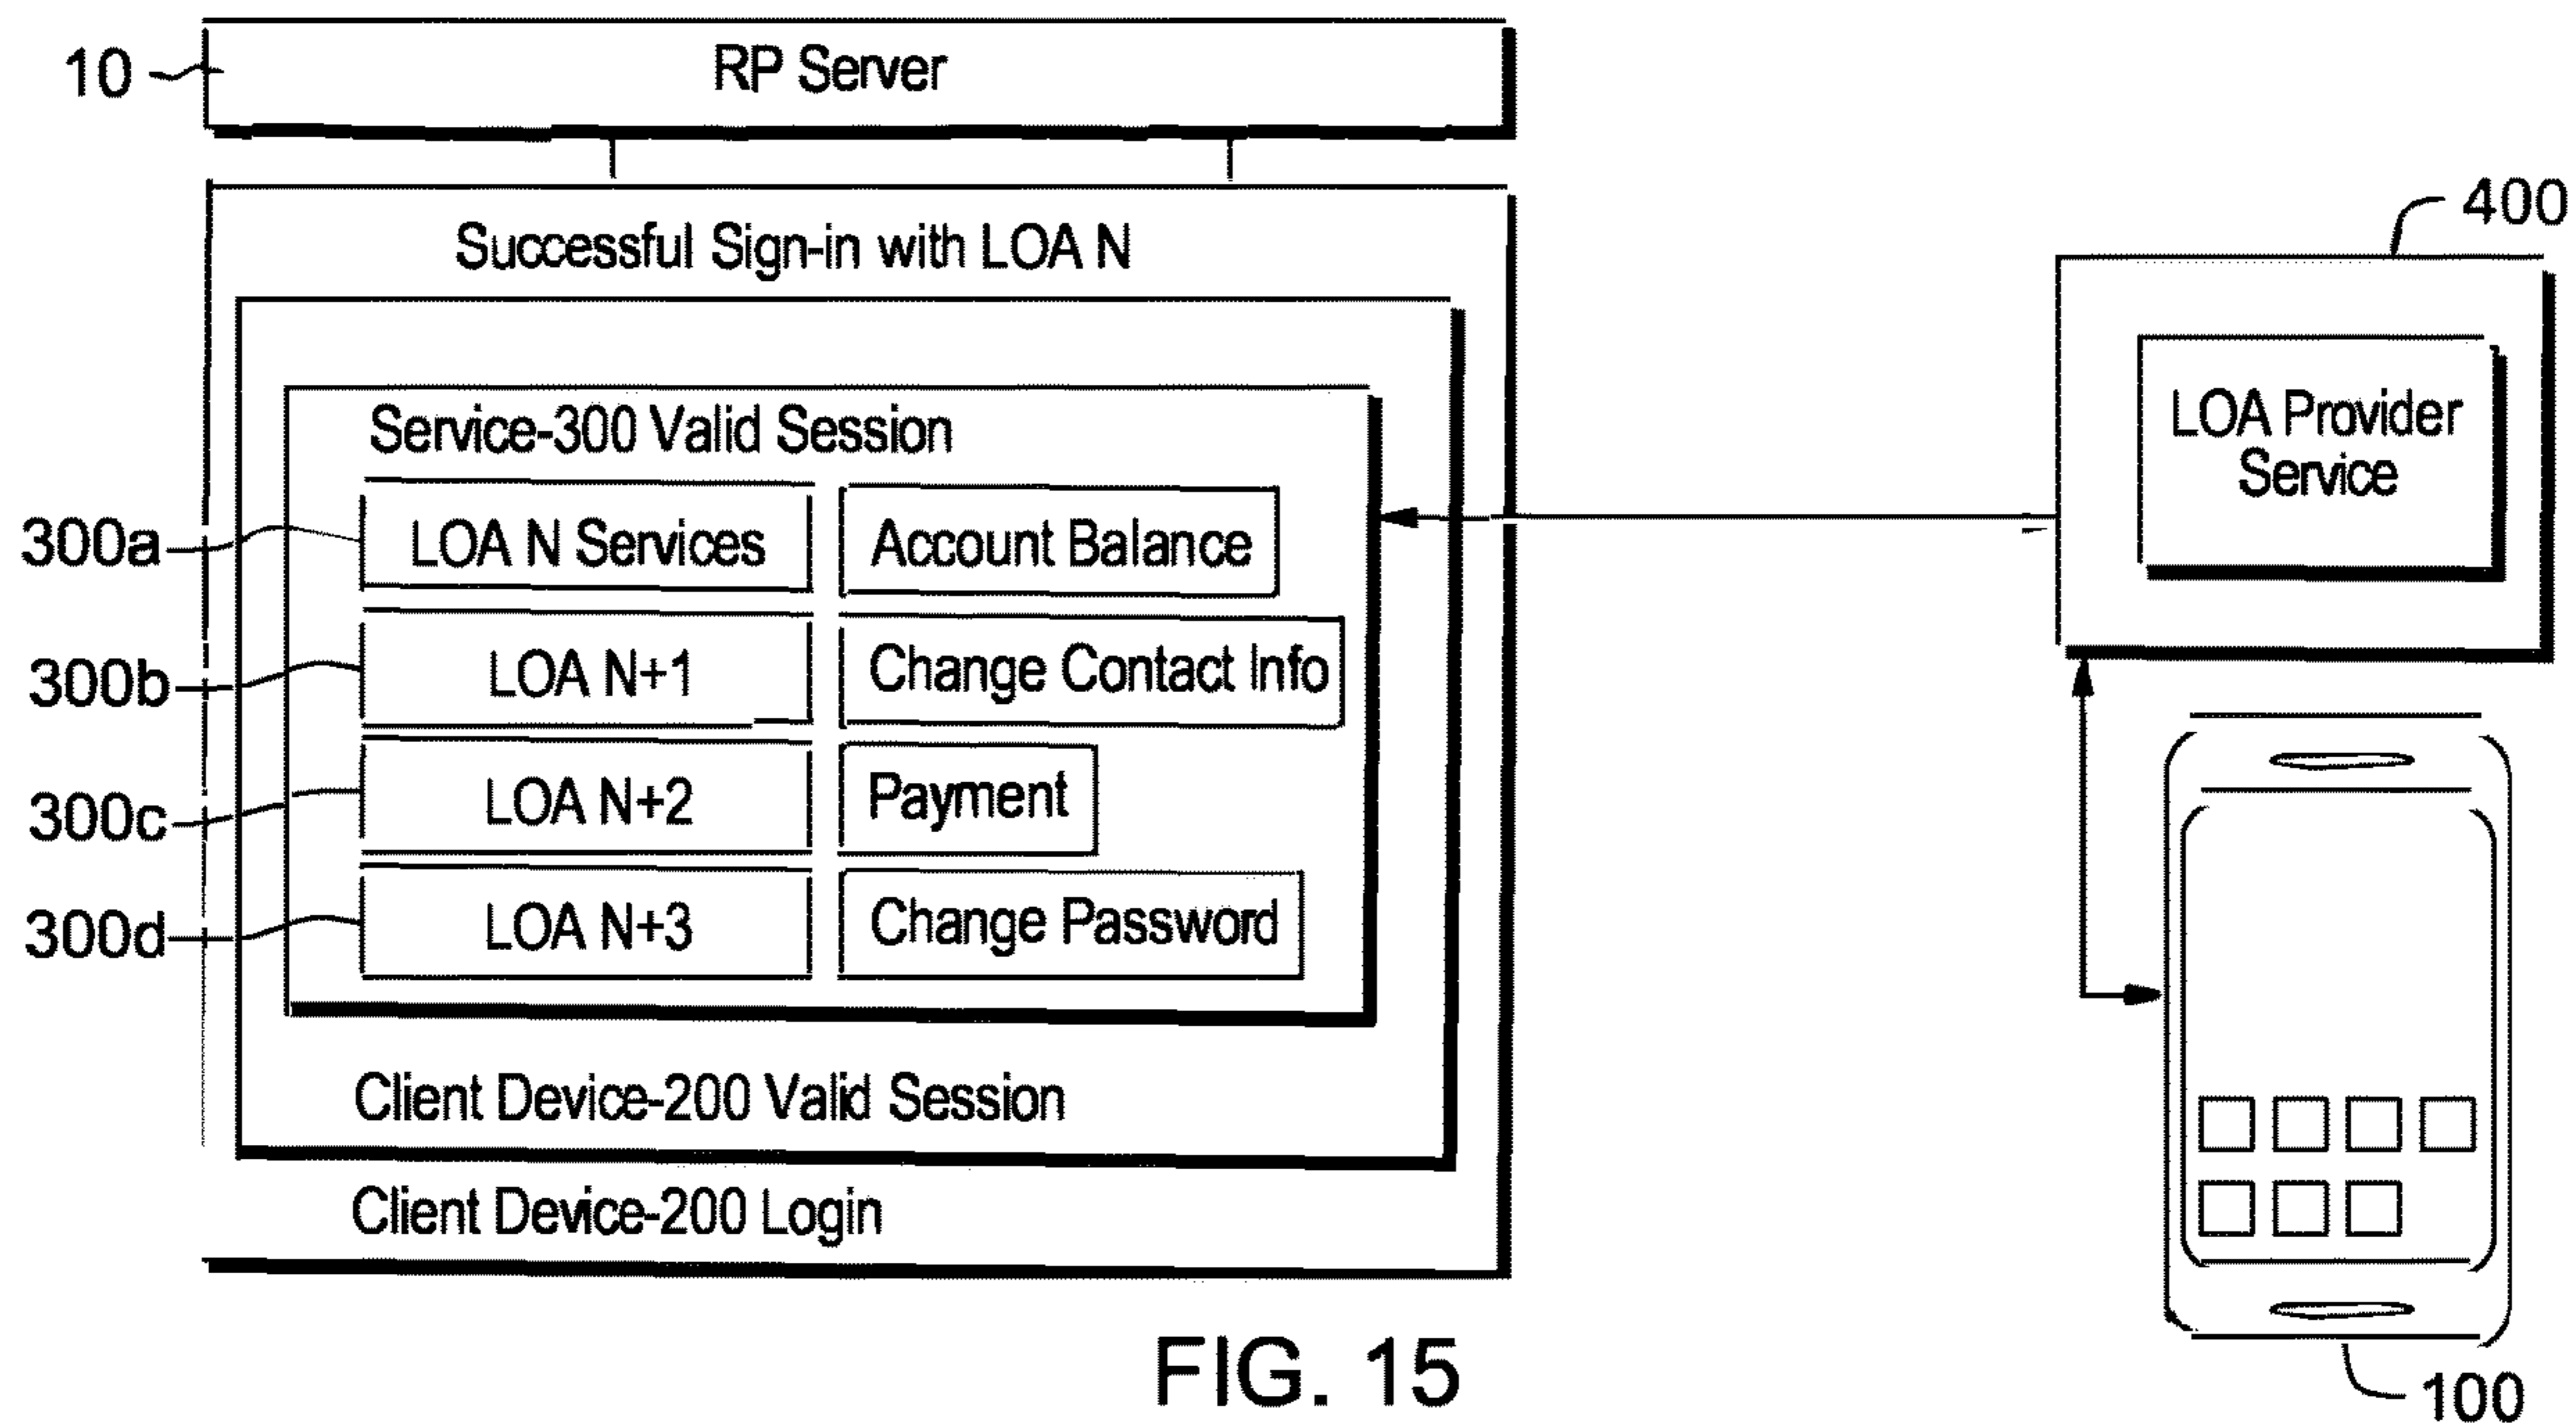 10
RP Server
Successful Sign-in with LOA N
Service-300 Valid Session
300a
LOA N Services
Account Balance
300b
LOA N+1
Change Contact Info
300c
LOA N+2
Payment
300d
LOA N+3
Change Password
Client Device-200 Valid Session
Client Device-200 Login
400
LOA Provider
Service
100
FIG. 15